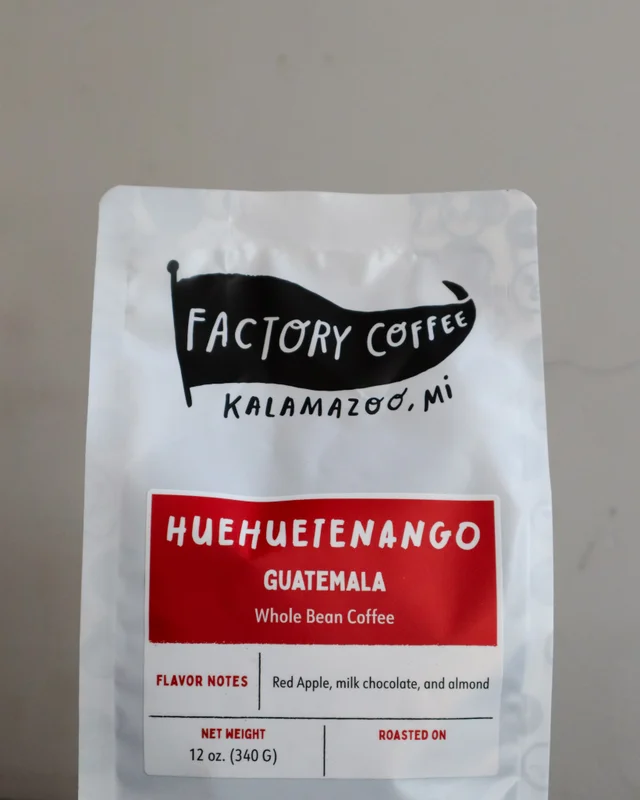 FACTORY COFFEE
KALAMAZOO, Mi
HUEHUETENANGO
GUATEMALA
Whole Bean Coffee
FLAVOR NOTES
Red Apple, milk chocolate, and almond
NET WEIGHT
12 oz. (340 G)
ROASTED ON